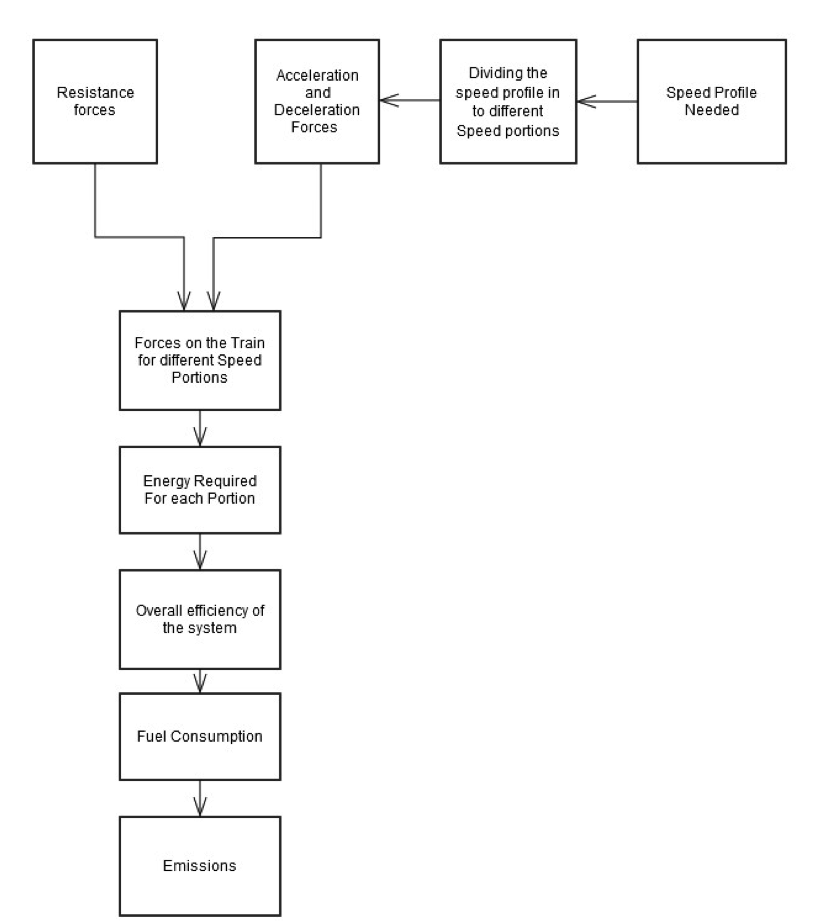 Resistance
forces
Acceleration
and
Deceleration
Forces
Dividing the
speed profile in
to different
Speed portions
Speed Profile
Needed
Forces on the Train
for different Speed
Portions
Energy Required
For each Portion
Overall efficiency of
the system
Fuel Consumption
Emissions